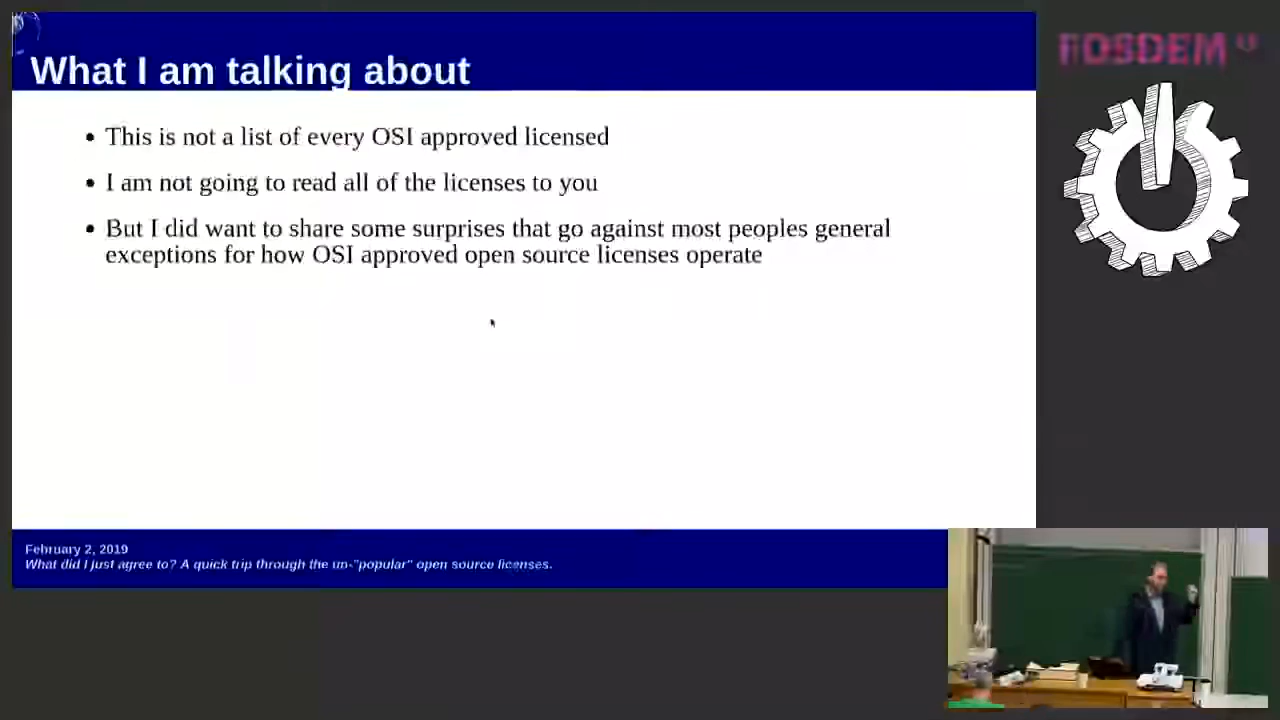 What I am talking about
FOSDEM
This is not a list of every OSI approved licensed
I am not going to read all of the licenses to you
But I did want to share some surprises that go against most peoples general
exceptions for how OSI approved open source licenses operate
February 2, 2019
What did I just agree to? A quick trip through the un-"popular" open source licenses.